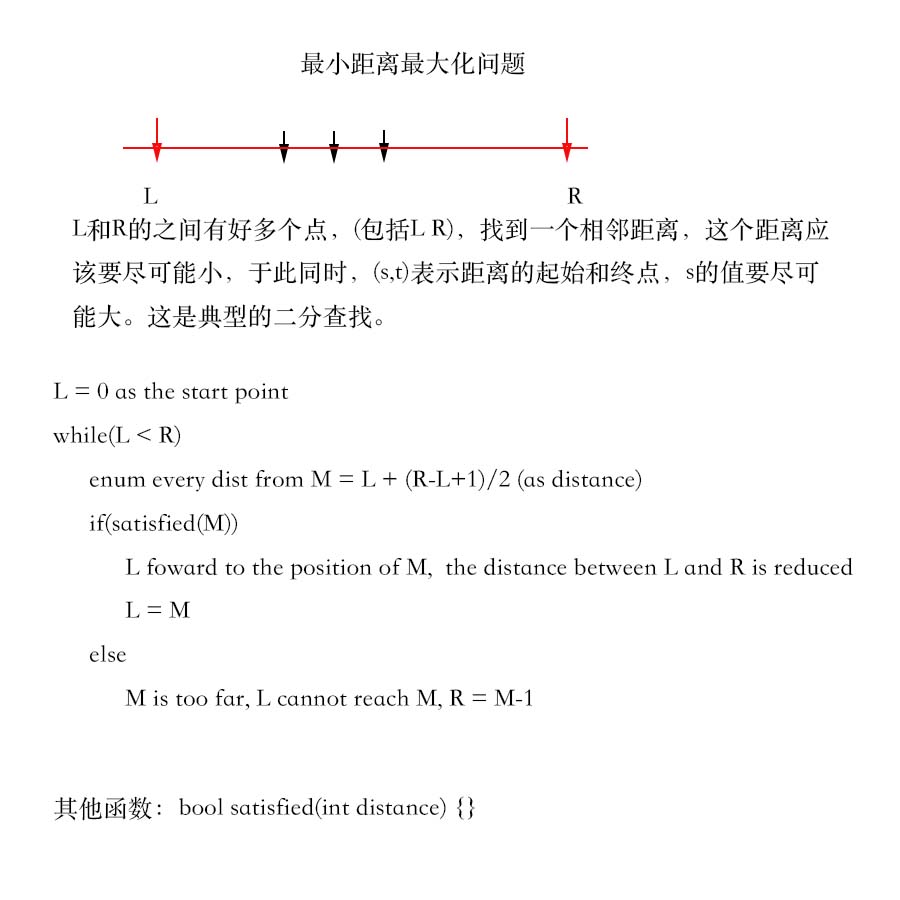 最小距离最大化问题
L
R
L和R的之间有好多个点，(包括L R)，找到一个相邻距离，这个距离应
该要尽可能小，于此同时，(s,t)表示距离的起始和终点，s的值要尽可
能大。这是典型的二分查找。
L = 0 as the start point
while(L < R)
enum every dist from M = L + (R-L+1)/2 (as distance)
if(satisfied(M))
L foward to the position of M,  the distance between L and R is reduced
L = M
else
M is too far, L cannot reach M, R = M-1
其他函数：bool satisfied(int distance) {}